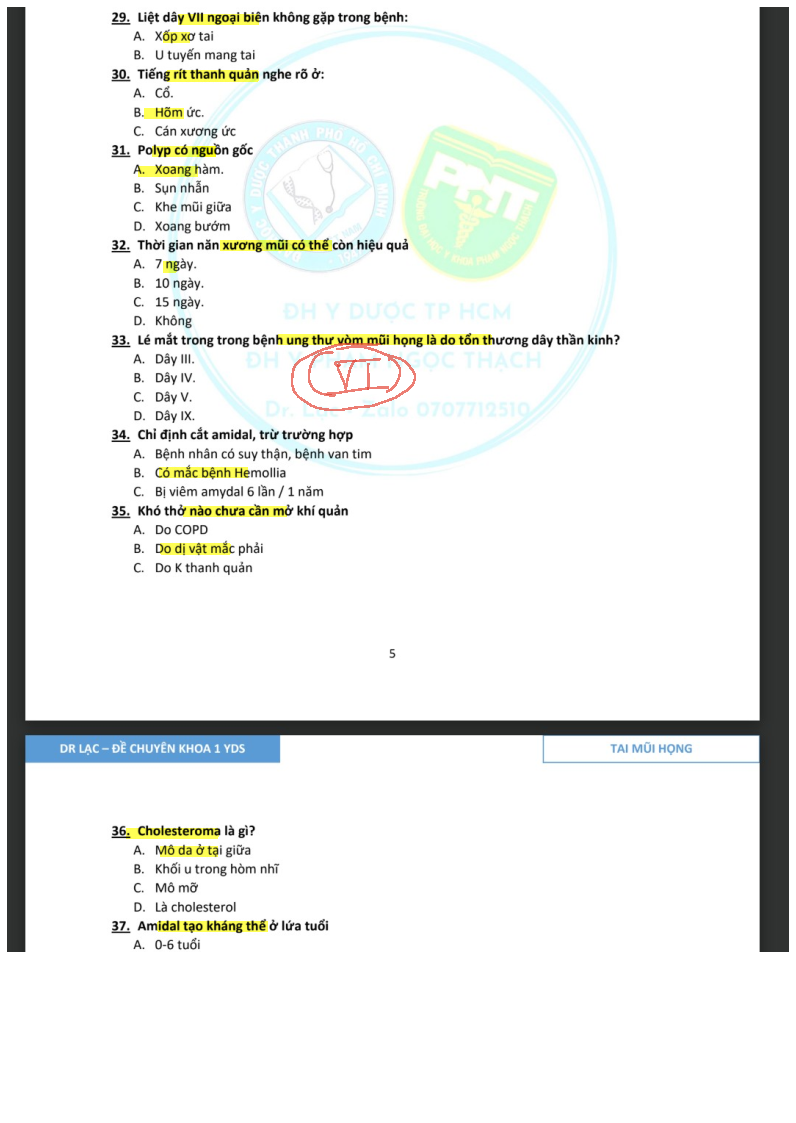 29. Liệt dây VII ngoại biên không gặp trong bệnh:
A. Xốp xơ tai
B. U tuyến mang tai
30. Tiếng rít thanh quản nghe rõ ở:
A. Cổ.
B. Hõm ức.
C. Cán xương ức
31. Polyp có nguồn gốc
A. Xoang hàm.
B. Sụn nhẫn
C. Khe mũi giữa
D. Xoang bướm
32. Thời gian năn xương mũi có thể còn hiệu quả
A. 7 ngày.
B. 10 ngày.
C. 15 ngày.
D. Không
ĐH Y DƯỢC TP HCM
33. Lé mắt trong trong bệnh ung thư vòm mũi họng là do tổn thương dây thần kinh?
A. Dây III.
B. Dây IV.
C. Dây V.
D. Dây IX.
VI
34. Chỉ định cắt amidal, trừ trường hợp
A. Bệnh nhân có suy thận, bệnh van tim
B. Có mắc bệnh Hemollia
C. Bị viêm amydal 6 lần / 1 năm
35. Khó thở nào chưa cần mở khí quản
A. Do COPD
B. Do dị vật mắc phải
C. Do K thanh quản
5
DR LẠC – ĐỀ CHUYÊN KHOA 1 YDS
TAI MŨI HỌNG
36. Cholesteroma là gì?
A. Mô da ở tại giữa
B. Khối u trong hòm nhĩ
C. Mô mỡ
D. Là cholesterol
37. Amidal tạo kháng thể ở lứa tuổi
A. 0-6 tuổi